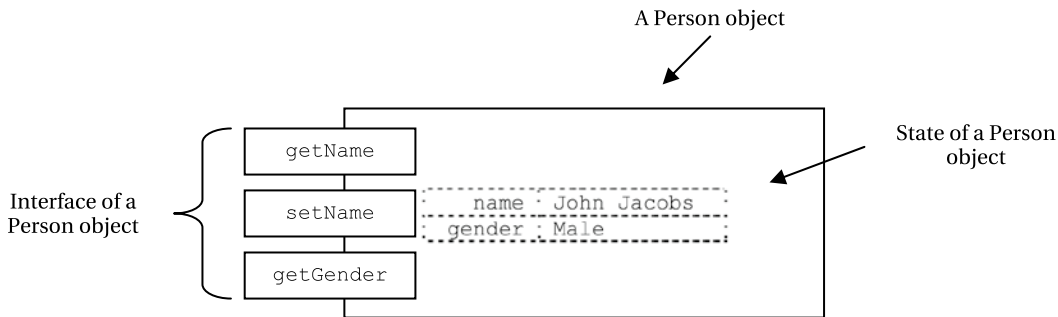 A Person object
State of a Person
object
Interface of a
Person object
getName
setName
getGender
name : John Jacobs
gender : Male